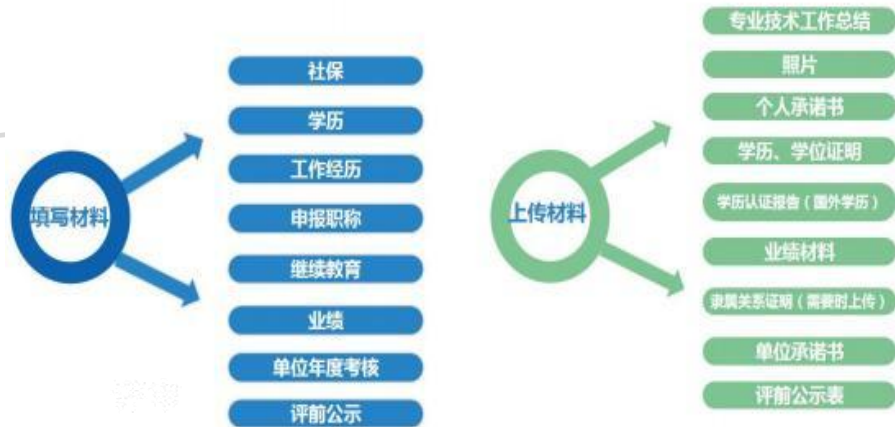 填写材料
社保
学历
工作经历
申报职称
继续教育
业绩
单位年度考核
评前公示
上传材料
专业技术工作总结
照片
个人承诺书
学历、学位证明
学历认证报告（国外学历）
业绩材料
隶属关系证明（需要时上传）
单位承诺书
评前公示表